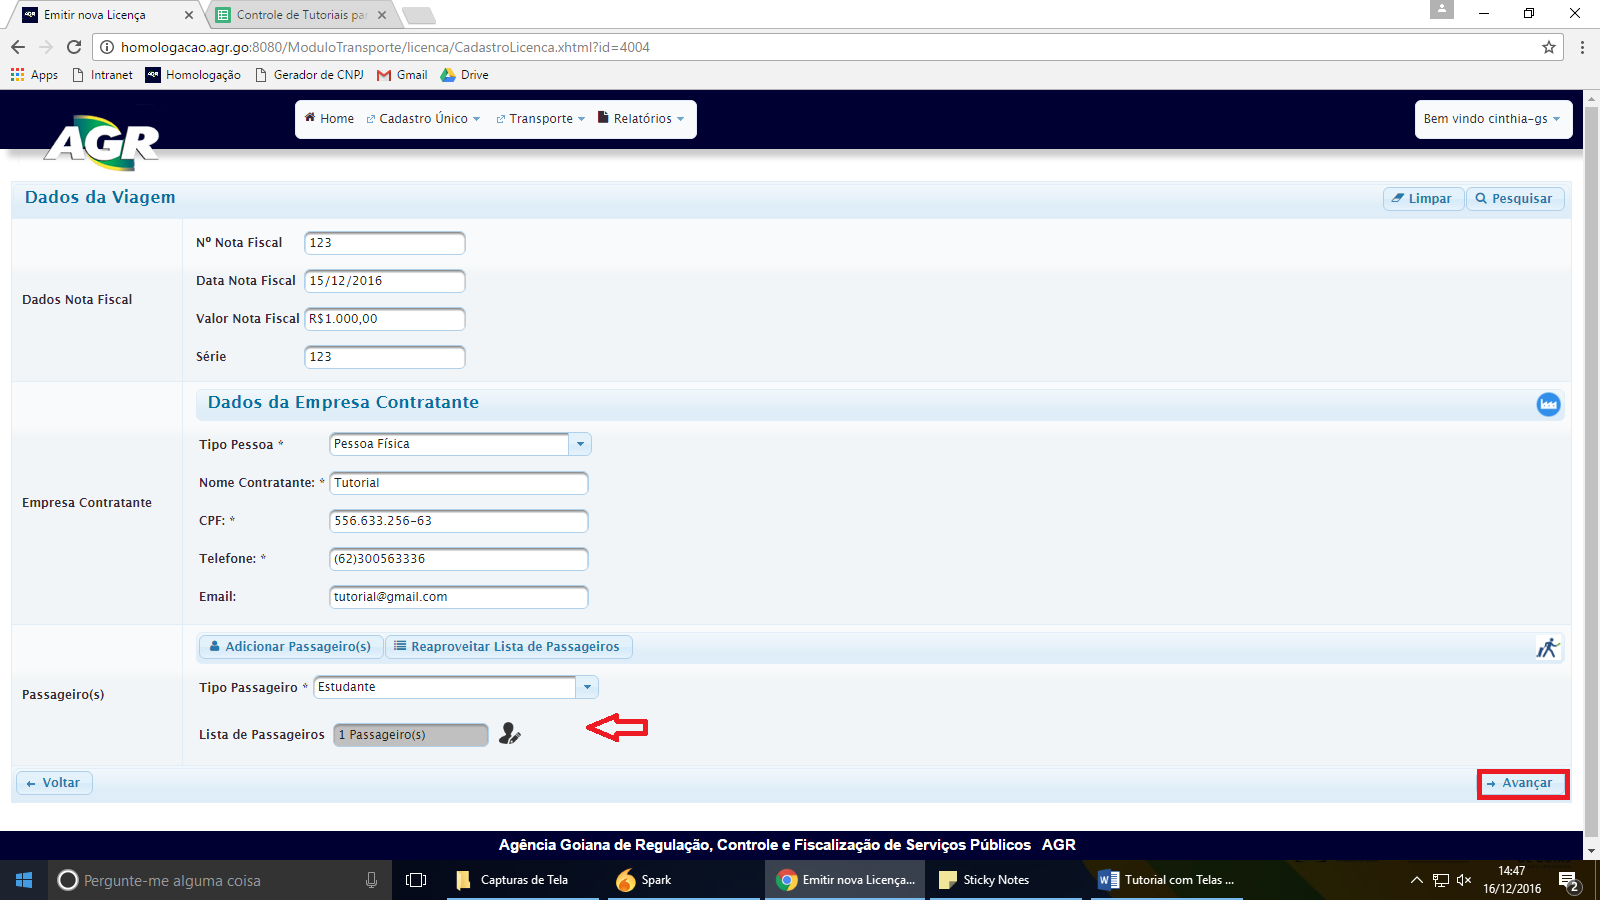 Emitir nova Licença
Controle de Tutoriais pa
homologacao.agr.go:8080/ModuloTransporte/licenca/CadastroLicenca.xhtml?id=4004
Apps Intranet Homologação Gerador de CNPJ Gmail Drive
AGR
Home Cadastro Único Transporte Relatórios
Bem vindo cinthia-gs
Dados da Viagem
Limpar Pesquisar
Dados Nota Fiscal
Nº Nota Fiscal 123
Data Nota Fiscal 15/12/2016
Valor Nota Fiscal R$1.000,00
Série 123
Empresa Contratante
Dados da Empresa Contratante
Tipo Pessoa * Pessoa Física
Nome Contratante: * Tutorial
CPF: * 556.633.256-63
Telefone: * (62)300563336
Email: tutorial@gmail.com
Passageiro(s)
Adicionar Passageiro(s) Reaproveitar Lista de Passageiros
Tipo Passageiro * Estudante
Lista de Passageiros 1 Passageiro(s)
Voltar Avançar
Agência Goiana de Regulação, Controle e Fiscalização de Serviços Públicos AGR
Pergunte-me alguma coisa
Capturas de Tela
Spark
Emitir nova Licença...
Sticky Notes
Tutorial com Telas ...
14:47
16/12/2016
2